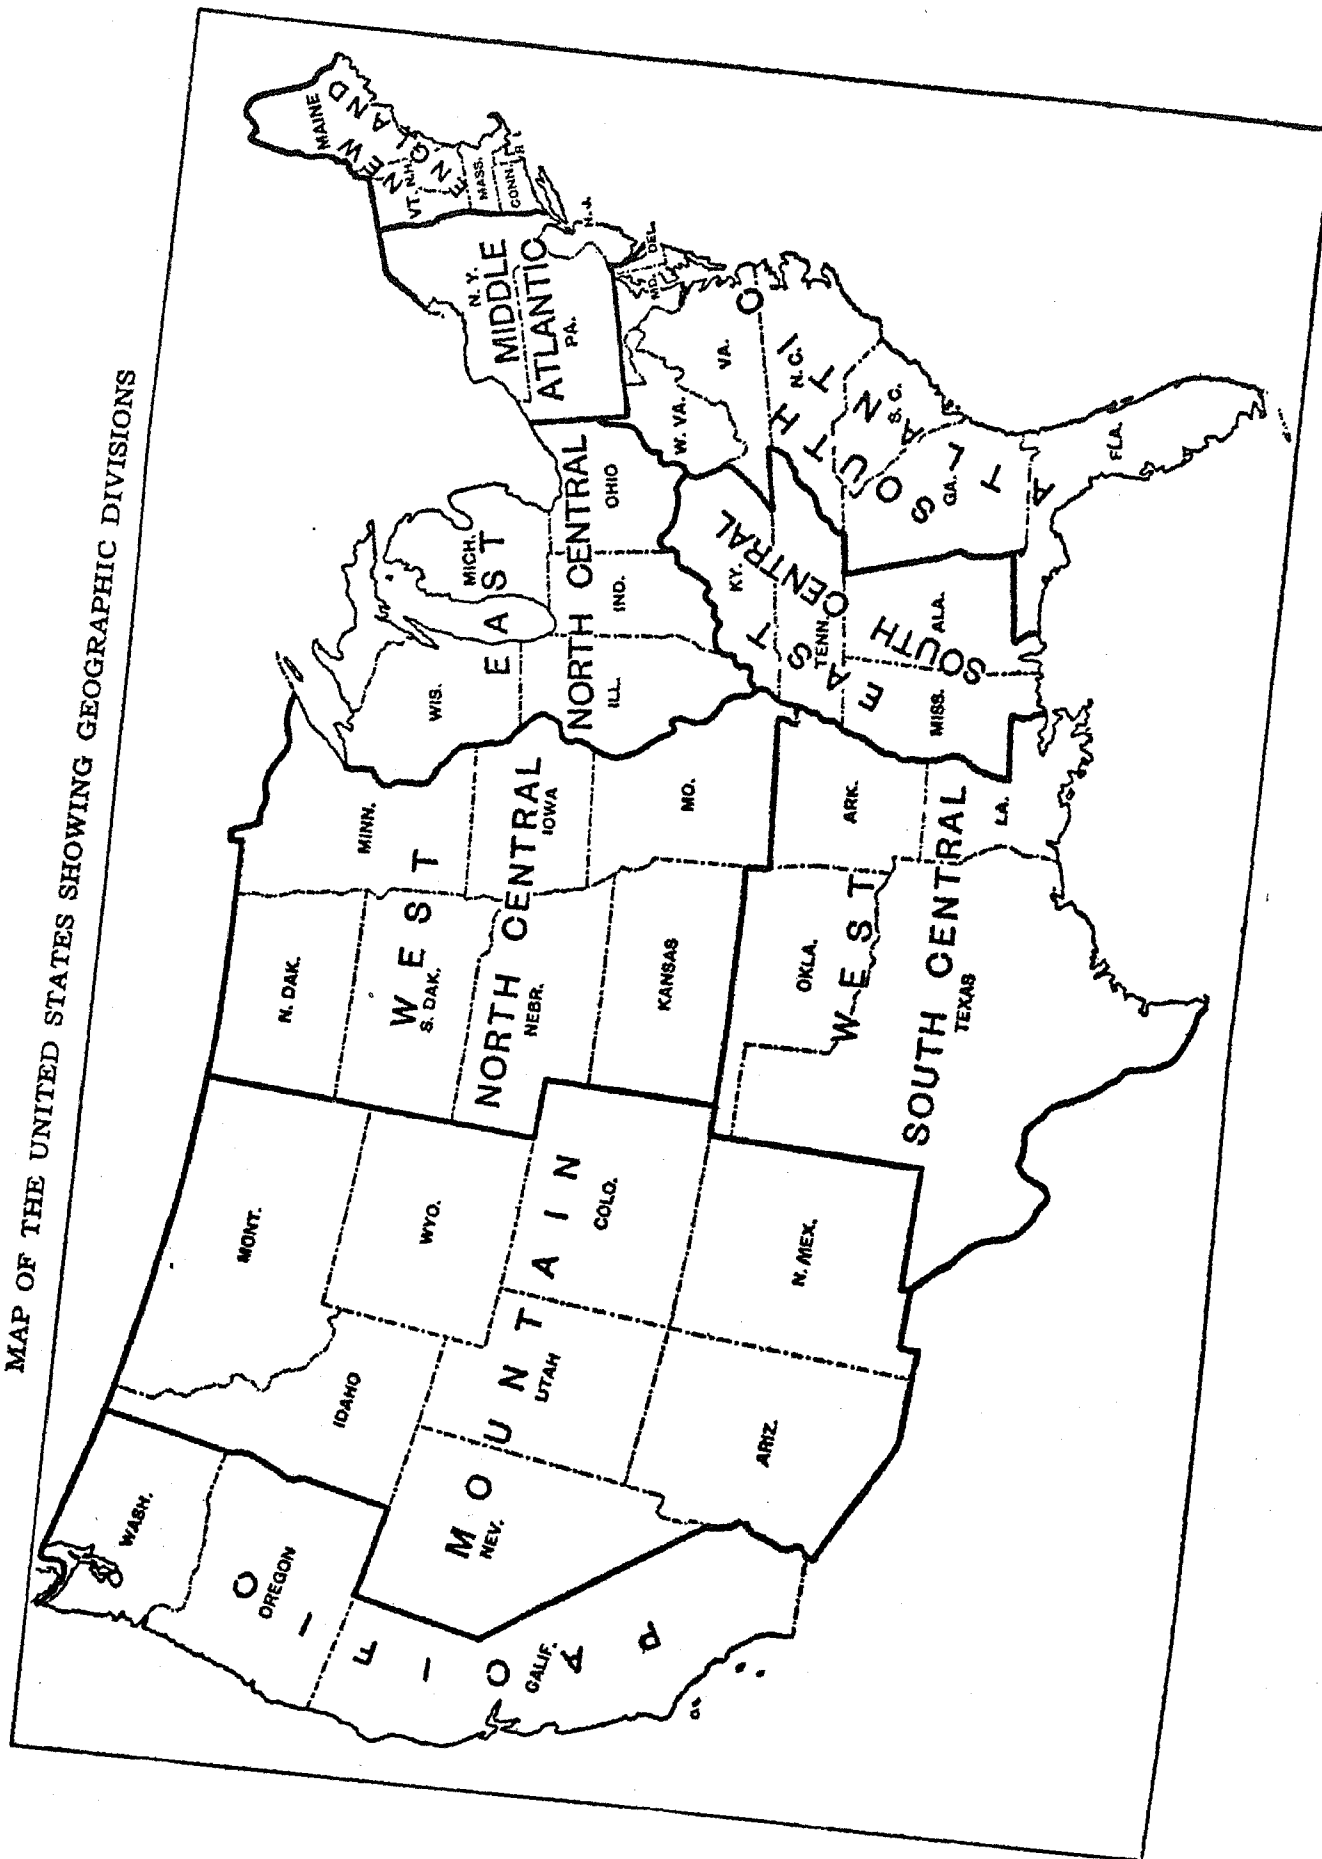 MAP OF THE UNITED STATES SHOWING GEOGRAPHIC DIVISIONS
WASH.
OREGON
CALIF.
PACIFIC
MONT.
IDAHO
WYO.
NEV.
UTAH
COLO.
ARIZ.
N. MEX.
MOUNTAIN
N. DAK.
S. DAK.
MINN.
NEBR.
IOWA
KANSAS
MO.
WEST
NORTH CENTRAL
OKLA.
ARK.
TEXAS
LA.
WEST
SOUTH CENTRAL
WIS.
MICH.
ILL.
IND.
OHIO
EAST
NORTH CENTRAL
KY.
TENN.
MISS.
ALA.
EAST
SOUTH CENTRAL
N. Y.
PA.
N. J.
MIDDLE
ATLANTIC
MAINE
VT.
N.H.
MASS.
CONN.
R I
NEW
ENGLAND
DEL.
MD.
W. VA.
VA.
N.C.
S. C.
GA.
FLA.
SOUTH
ATLANTIC